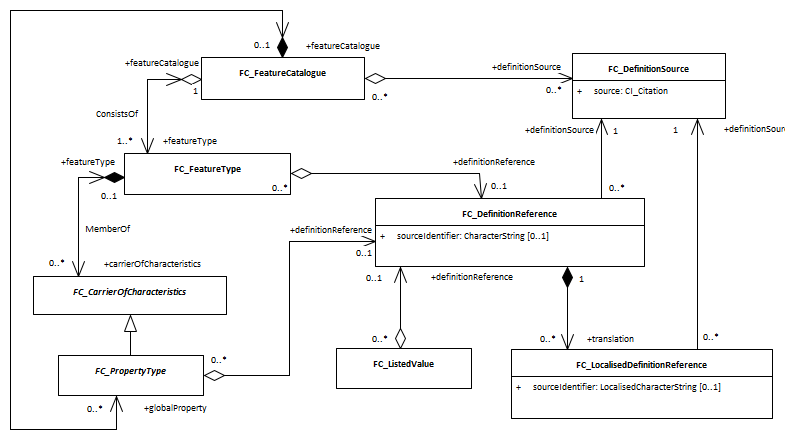 0..1
+featureCatalogue
+featureCatalogue
FC_FeatureCatalogue
1
0..*
+definitionSource
0..*
FC_DefinitionSource
+ source: CI_Citation
ConsistsOf
1..*
+featureType
+definitionSource
1
1
+definitionSour
+featureType
FC_FeatureType
0..*
0..1
+definitionReference
0..1
0..*
MemberOf
FC_DefinitionReference
+ sourceIdentifier: CharacterString [0..1]
+definitionReference
0..1
0..*
+carrierOfCharacteristics
0..1
+definitionReference
1
FC_CarrierOfCharacteristics
0..*
0..*
+translation
0..*
FC_PropertyType
0..*
FC_ListedValue
FC_LocalisedDefinitionReference
+ sourceIdentifier: LocalisedCharacterString [0..1]
0..*
+globalProperty